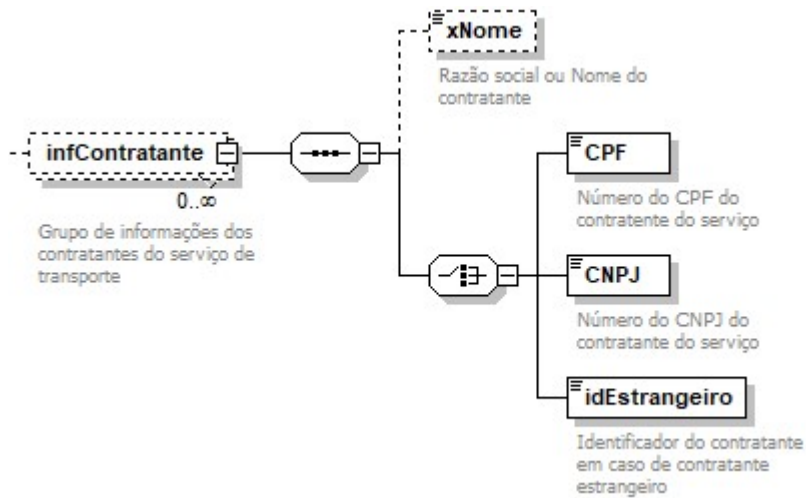 xNome
Razão social ou Nome do
contratante
infContratante
0..∞
Grupo de informações dos
contratantes do serviço de
transporte
CPF
Número do CPF do
contratente do serviço
CNPJ
Número do CNPJ do
contratante do serviço
idEstrangeiro
Identificador do contratante
em caso de contratante
estrangeiro